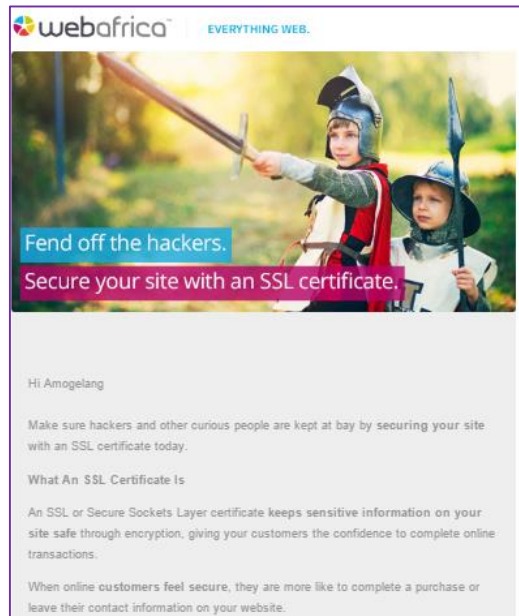 webafrica™ EVERYTHING WEB.
Fend off the hackers.
Secure your site with an SSL certificate.
Hi Amogelang
Make sure hackers and other curious people are kept at bay by securing your site
with an SSL certificate today.
What An SSL Certificate Is
An SSL or Secure Sockets Layer certificate keeps sensitive information on your
site safe through encryption, giving your customers the confidence to complete online
transactions.
When online customers feel secure, they are more like to complete a purchase or
leave their contact information on your website.